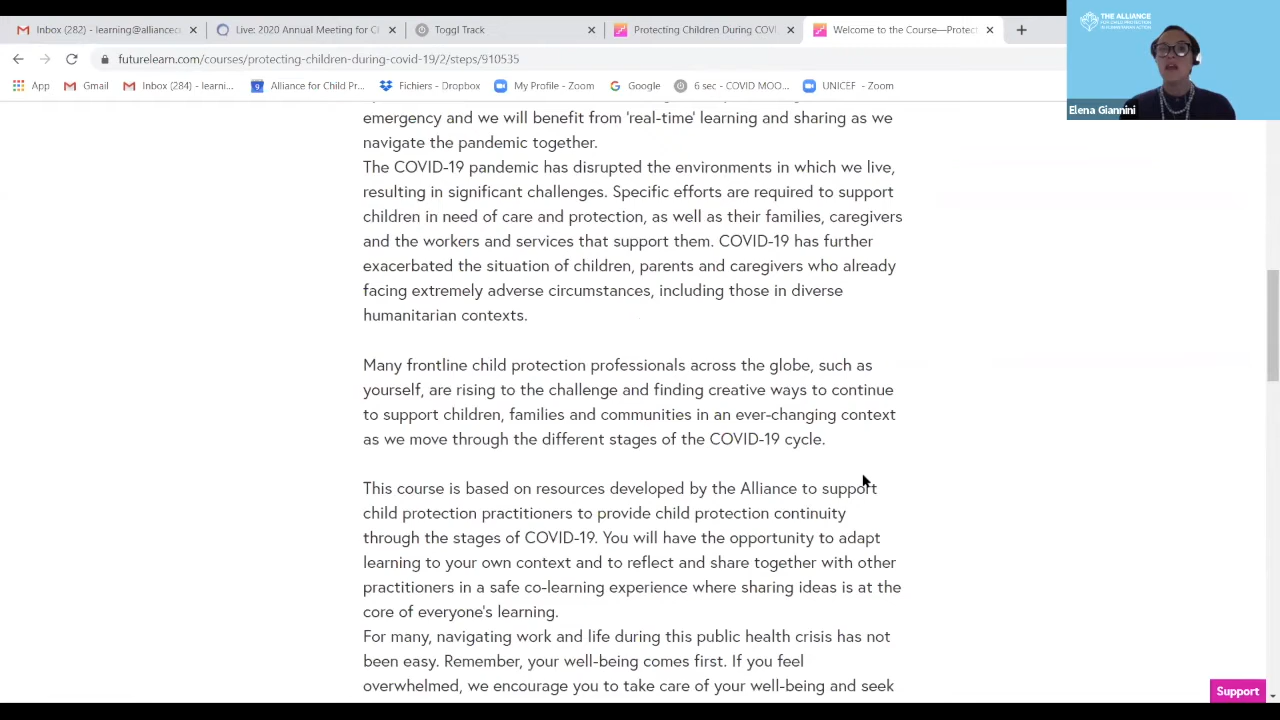 Inbox (282) - learning@alliancec
Live: 2020 Annual Meeting for Cl
Toggl Track
Protecting Children During COVI
Welcome to the Course—Protect
THE ALLIANCE
FOR CHILD PROTECTION
IN HUMANITARIAN ACTION
futurelearn.com/courses/protecting-children-during-covid-19/2/steps/910535
App
Gmail
Inbox (284) - learni...
Alliance for Child Pr...
Fichiers - Dropbox
My Profile - Zoom
Google
6 sec - COVID MOO...
UNICEF - Zoom
Elena Giannini
emergency and we will benefit from 'real-time' learning and sharing as we
navigate the pandemic together.
The COVID-19 pandemic has disrupted the environments in which we live,
resulting in significant challenges. Specific efforts are required to support
children in need of care and protection, as well as their families, caregivers
and the workers and services that support them. COVID-19 has further
exacerbated the situation of children, parents and caregivers who already
facing extremely adverse circumstances, including those in diverse
humanitarian contexts.
Many frontline child protection professionals across the globe, such as
yourself, are rising to the challenge and finding creative ways to continue
to support children, families and communities in an ever-changing context
as we move through the different stages of the COVID-19 cycle.
This course is based on resources developed by the Alliance to support
child protection practitioners to provide child protection continuity
through the stages of COVID-19. You will have the opportunity to adapt
learning to your own context and to reflect and share together with other
practitioners in a safe co-learning experience where sharing ideas is at the
core of everyone's learning.
For many, navigating work and life during this public health crisis has not
been easy. Remember, your well-being comes first. If you feel
overwhelmed, we encourage you to take care of your well-being and seek
Support